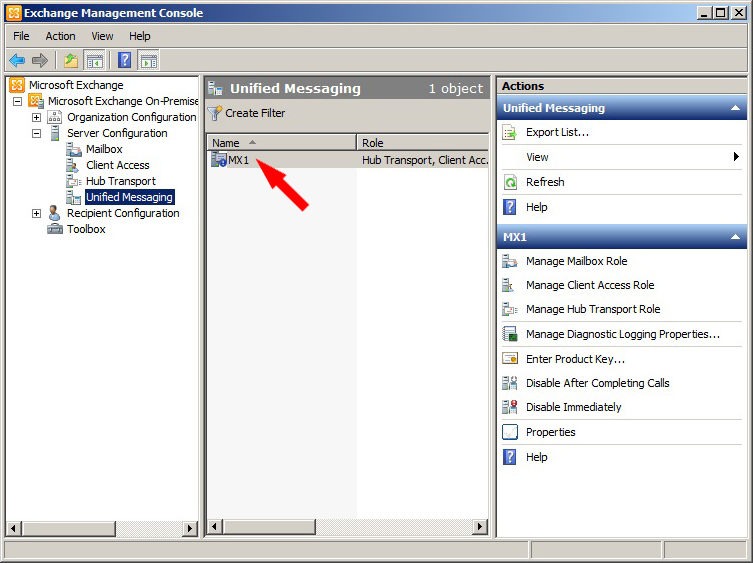 Exchange Management Console
File Action View Help
Microsoft Exchange
Microsoft Exchange On-Premise
Organization Configuration
Server Configuration
Mailbox
Client Access
Hub Transport
Unified Messaging
Recipient Configuration
Toolbox
Unified Messaging 1 object
Create Filter
Name Role
MX1 Hub Transport, Client Acc...
Actions
Unified Messaging
Export List...
View
Refresh
Help
MX1
Manage Mailbox Role
Manage Client Access Role
Manage Hub Transport Role
Manage Diagnostic Logging Properties...
Enter Product Key...
Disable After Completing Calls
Disable Immediately
Properties
Help